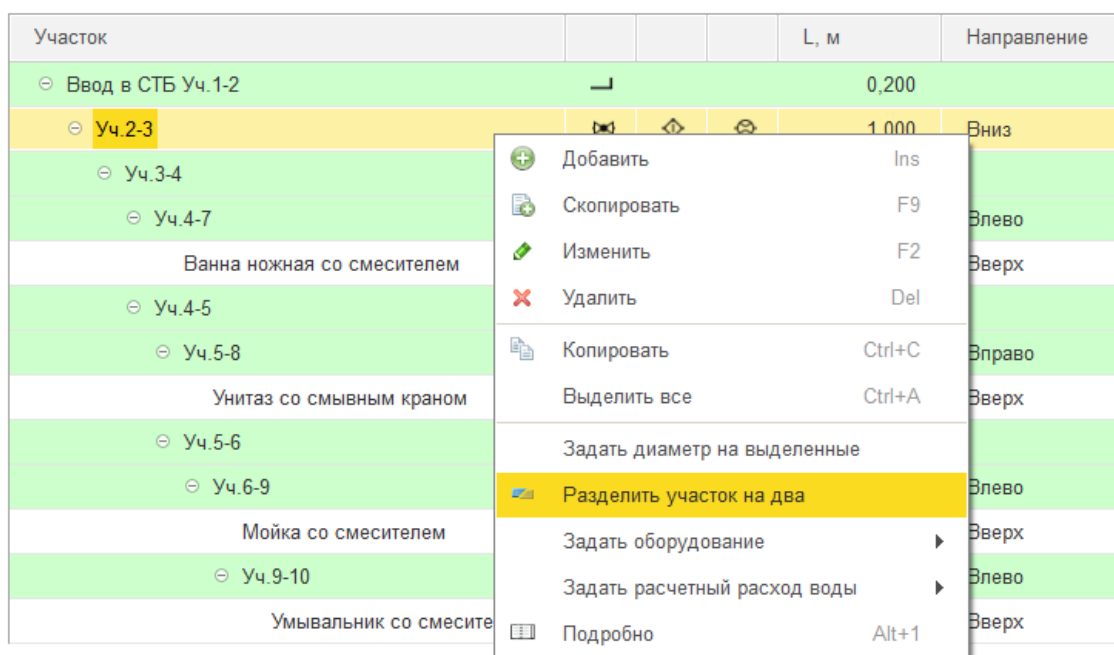 Участок L, м Направление
Ввод в СТБ Уч.1-2 0,200
Уч.2-3 1,000 Вниз
Добавить Ins
Уч.3-4
Скопировать F9
Уч.4-7 Влево
Изменить F2
Ванна ножная со смесителем Вверх
Удалить Del
Уч.4-5
Копировать Ctrl+C
Уч.5-8 Вправо
Выделить все Ctrl+A
Унитаз со смывным краном Вверх
Уч.5-6
Задать диаметр на выделенные
Уч.6-9 Влево
Разделить участок на два
Мойка со смесителем Вверх
Задать оборудование
Уч.9-10 Влево
Задать расчетный расход воды
Умывальник со смесите Вверх
Подробно Alt+1